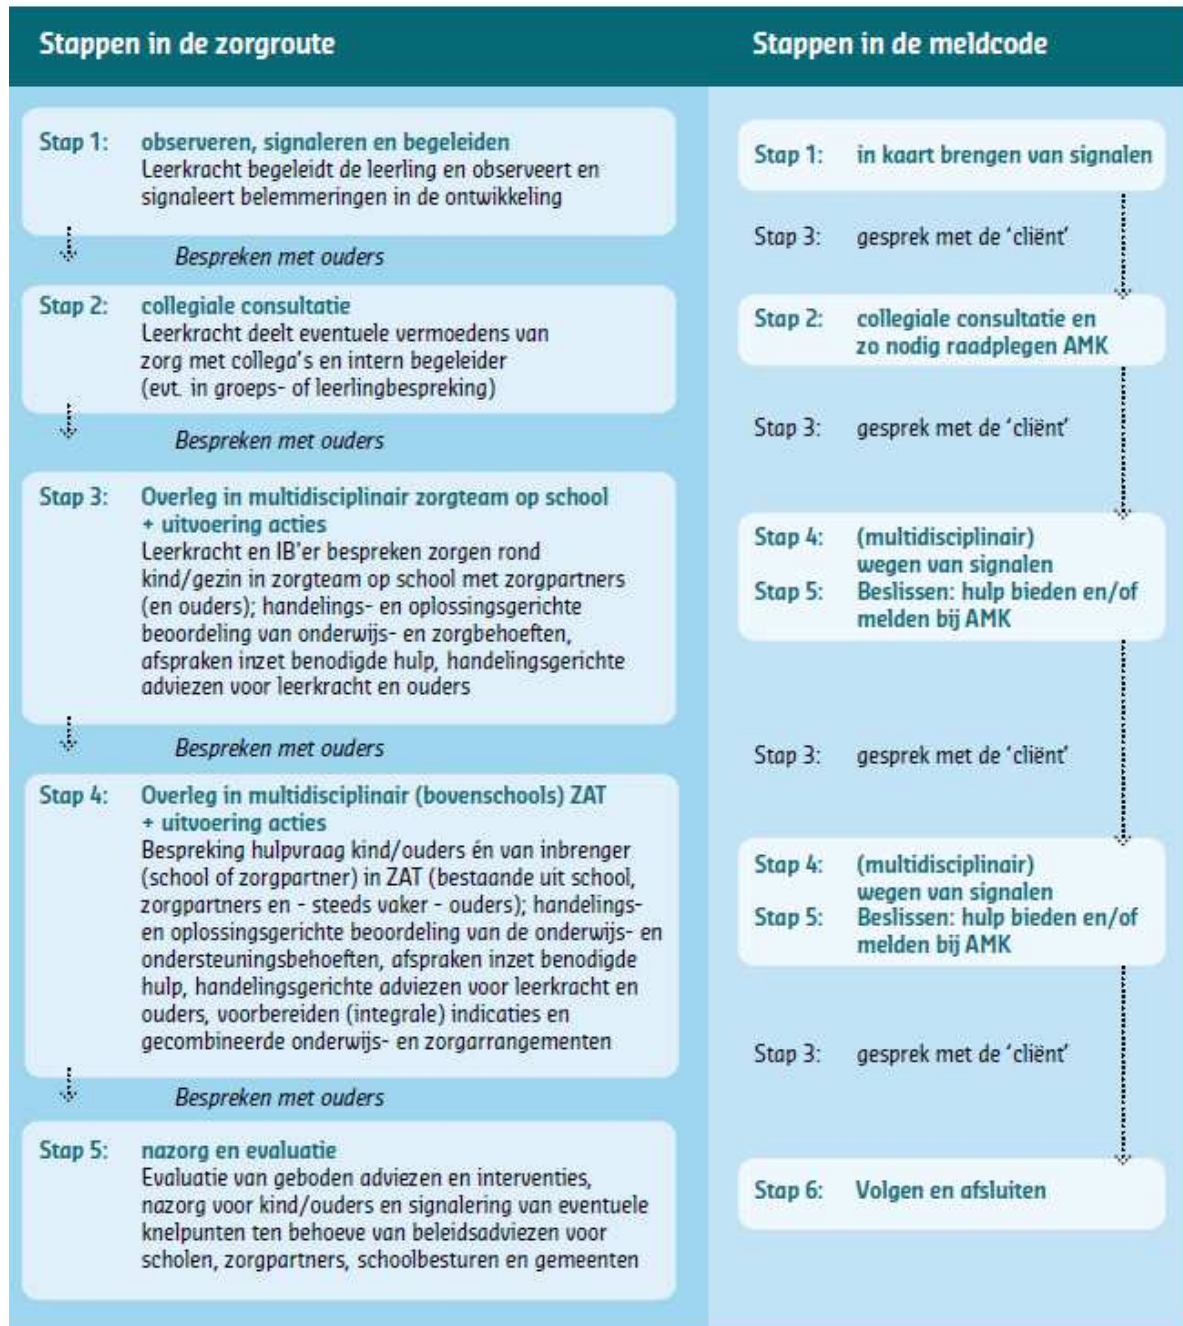 Stappen in de zorgroute
Stap 1: observeren, signaleren en begeleiden
Leerkracht begeleidt de leerling en observeert en
signaleert belemmeringen in de ontwikkeling
Bespreken met ouders
Stap 2: collegiale consultatie
Leerkracht deelt eventuele vermoedens van
zorg met collega's en intern begeleider
(evt. in groeps- of leerlingbespreking)
Bespreken met ouders
Stap 3: Overleg in multidisciplinair zorgteam op school
+ uitvoering acties
Leerkracht en IB'er bespreken zorgen rond
kind/gezin in zorgteam op school met zorgpartners
(en ouders); handelings- en oplossingsgerichte
beoordeling van onderwijs- en zorgbehoeften,
afspraken inzet benodigde hulp, handelingsgerichte
adviezen voor leerkracht en ouders
Bespreken met ouders
Stap 4: Overleg in multidisciplinair (bovenschools) ZAT
+ uitvoering acties
Bespreking hulpvraag kind/ouders én van inbrenger
(school of zorgpartner) in ZAT (bestaande uit school,
zorgpartners en - steeds vaker - ouders); handelings-
en oplossingsgerichte beoordeling van de onderwijs- en
ondersteuningsbehoeften, afspraken inzet benodigde
hulp, handelingsgerichte adviezen voor leerkracht en
ouders, voorbereiden (integrale) indicaties en
gecombineerde onderwijs- en zorgarrangementen
Bespreken met ouders
Stap 5: nazorg en evaluatie
Evaluatie van geboden adviezen en interventies,
nazorg voor kind/ouders en signalering van eventuele
knelpunten ten behoeve van beleidsadviezen voor
scholen, zorgpartners, schoolbesturen en gemeenten
Stappen in de meldcode
Stap 1: in kaart brengen van signalen
Stap 3: gesprek met de ‘cliënt’
Stap 2: collegiale consultatie en
zo nodig raadplegen AMK
Stap 3: gesprek met de ‘cliënt’
Stap 4: (multidisciplinair)
wegen van signalen
Stap 5: Beslissen: hulp bieden en/of
melden bij AMK
Stap 3: gesprek met de ‘cliënt’
Stap 4: (multidisciplinair)
wegen van signalen
Stap 5: Beslissen: hulp bieden en/of
melden bij AMK
Stap 3: gesprek met de ‘cliënt’
Stap 6: Volgen en afsluiten